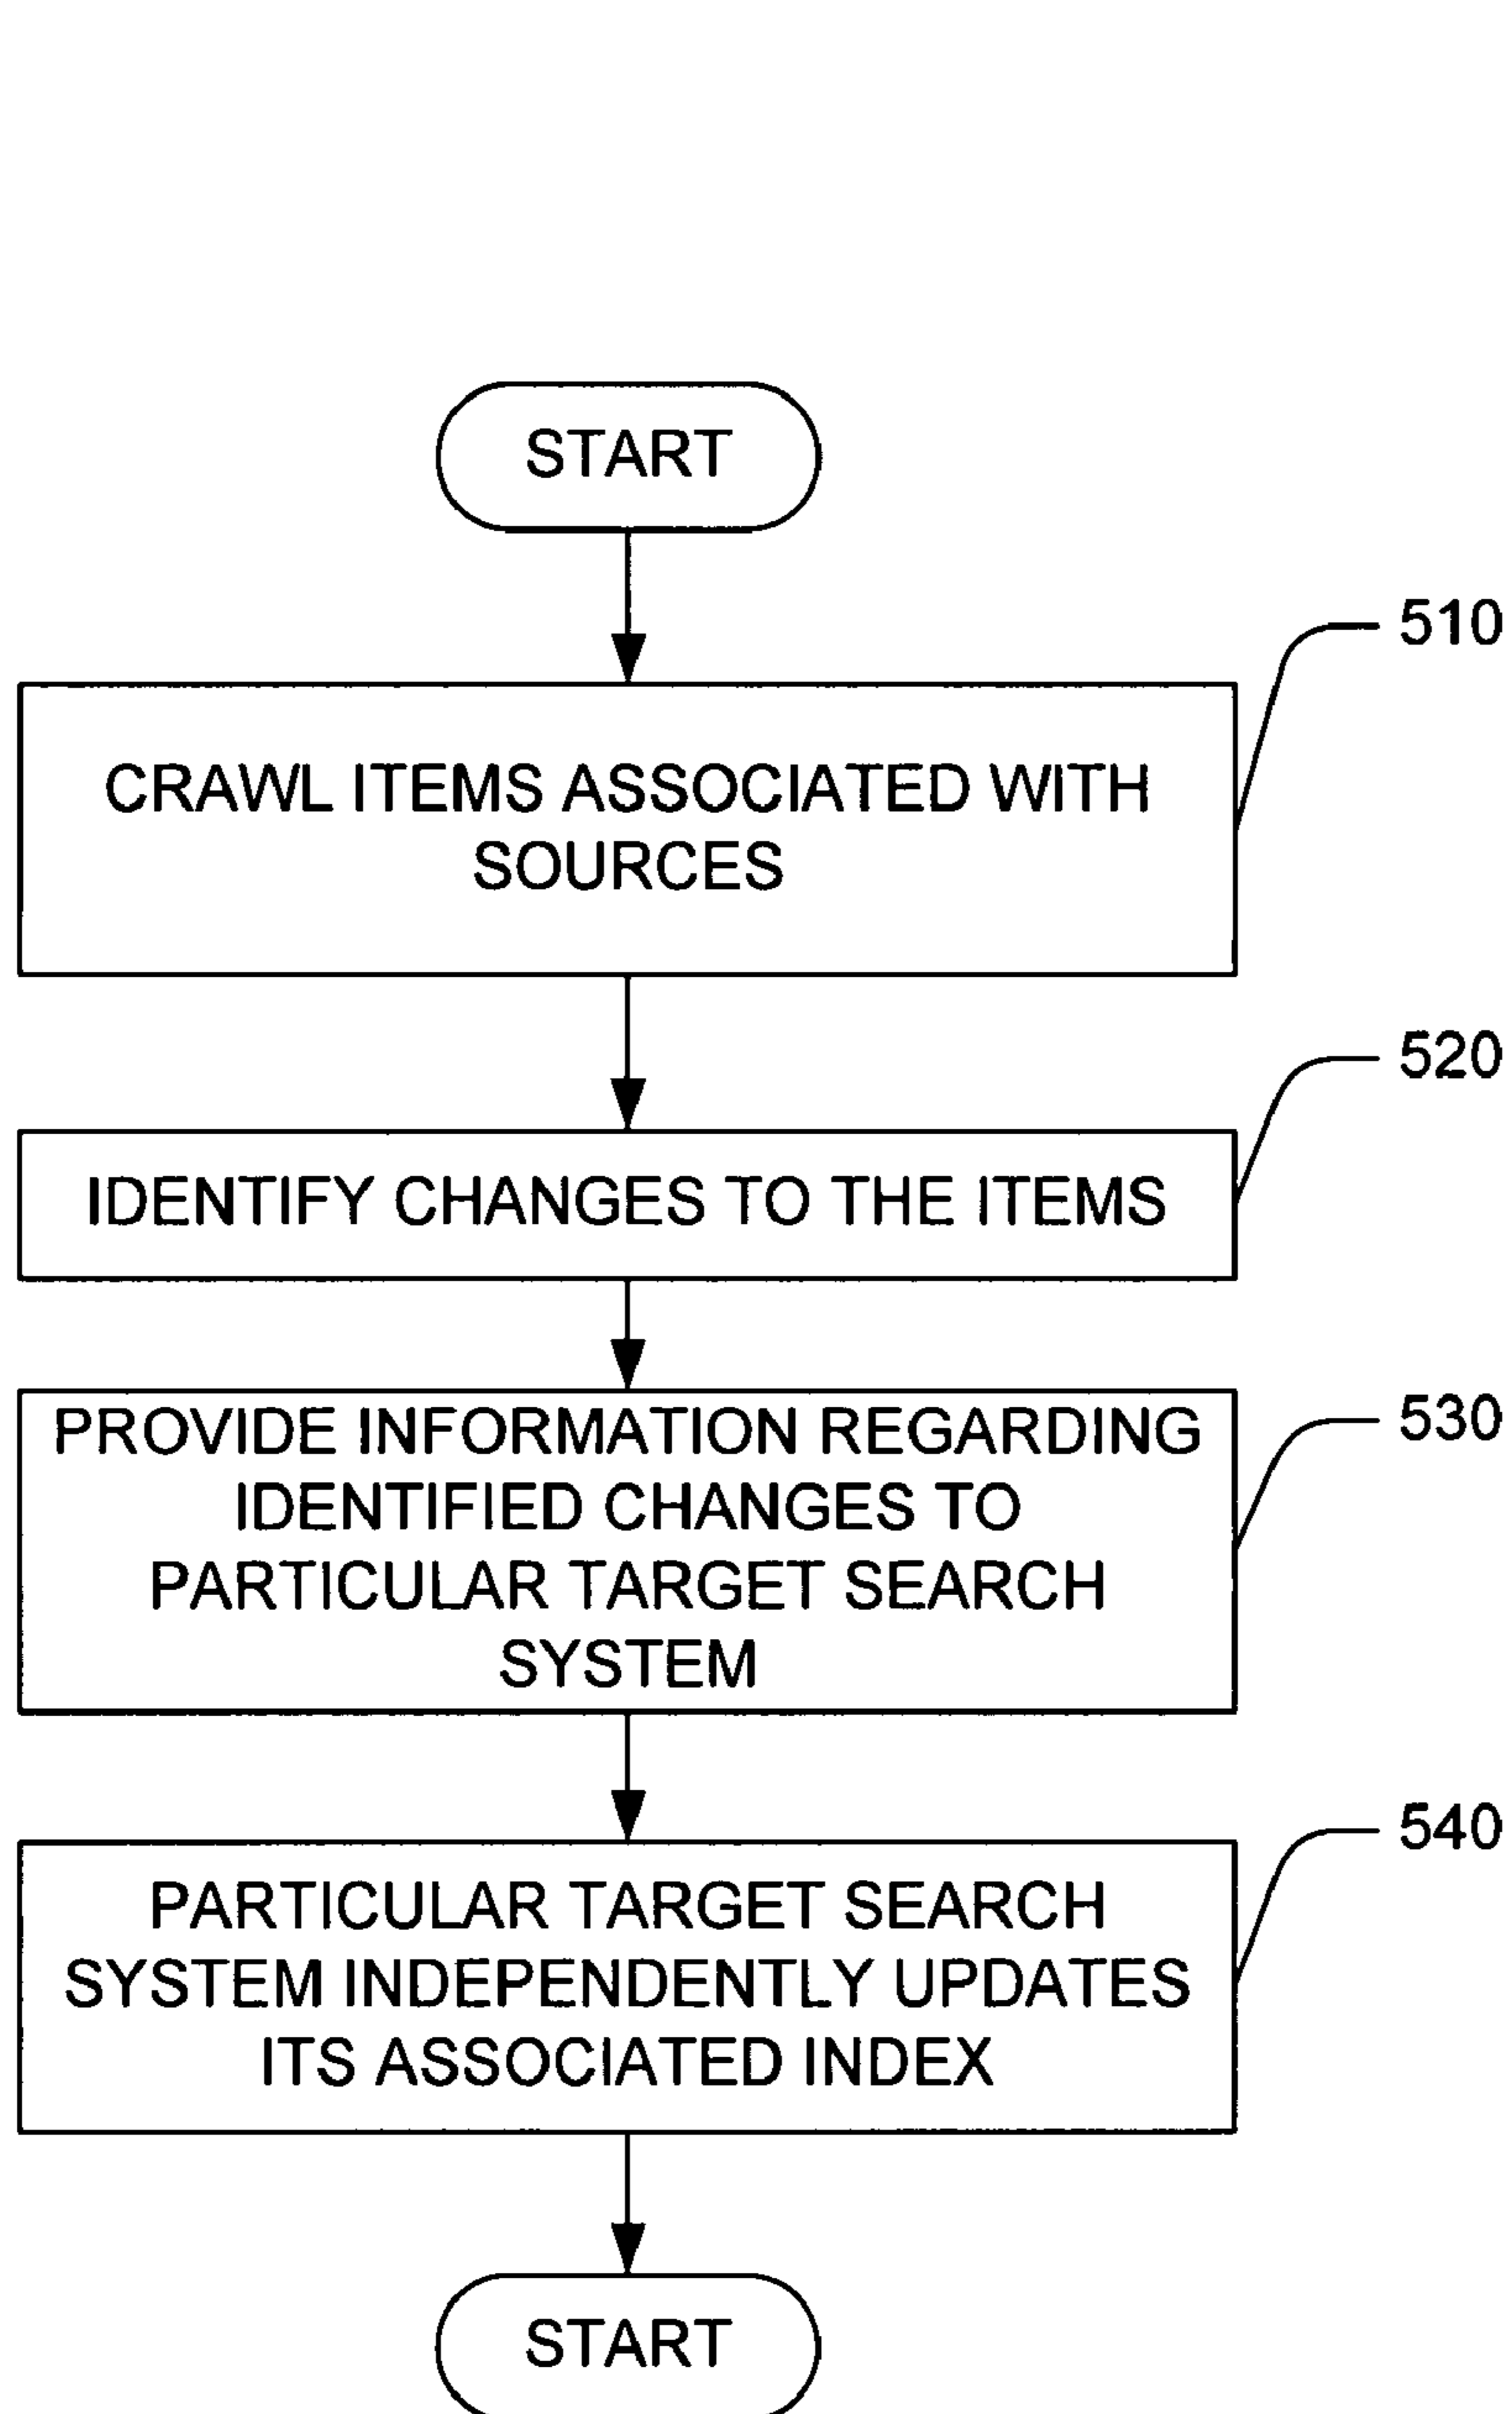 START
510
CRAWL ITEMS ASSOCIATED WITH
SOURCES
520
IDENTIFY CHANGES TO THE ITEMS
530
PROVIDE INFORMATION REGARDING
IDENTIFIED CHANGES TO
PARTICULAR TARGET SEARCH
SYSTEM
540
PARTICULAR TARGET SEARCH
SYSTEM INDEPENDENTLY UPDATES
ITS ASSOCIATED INDEX
START